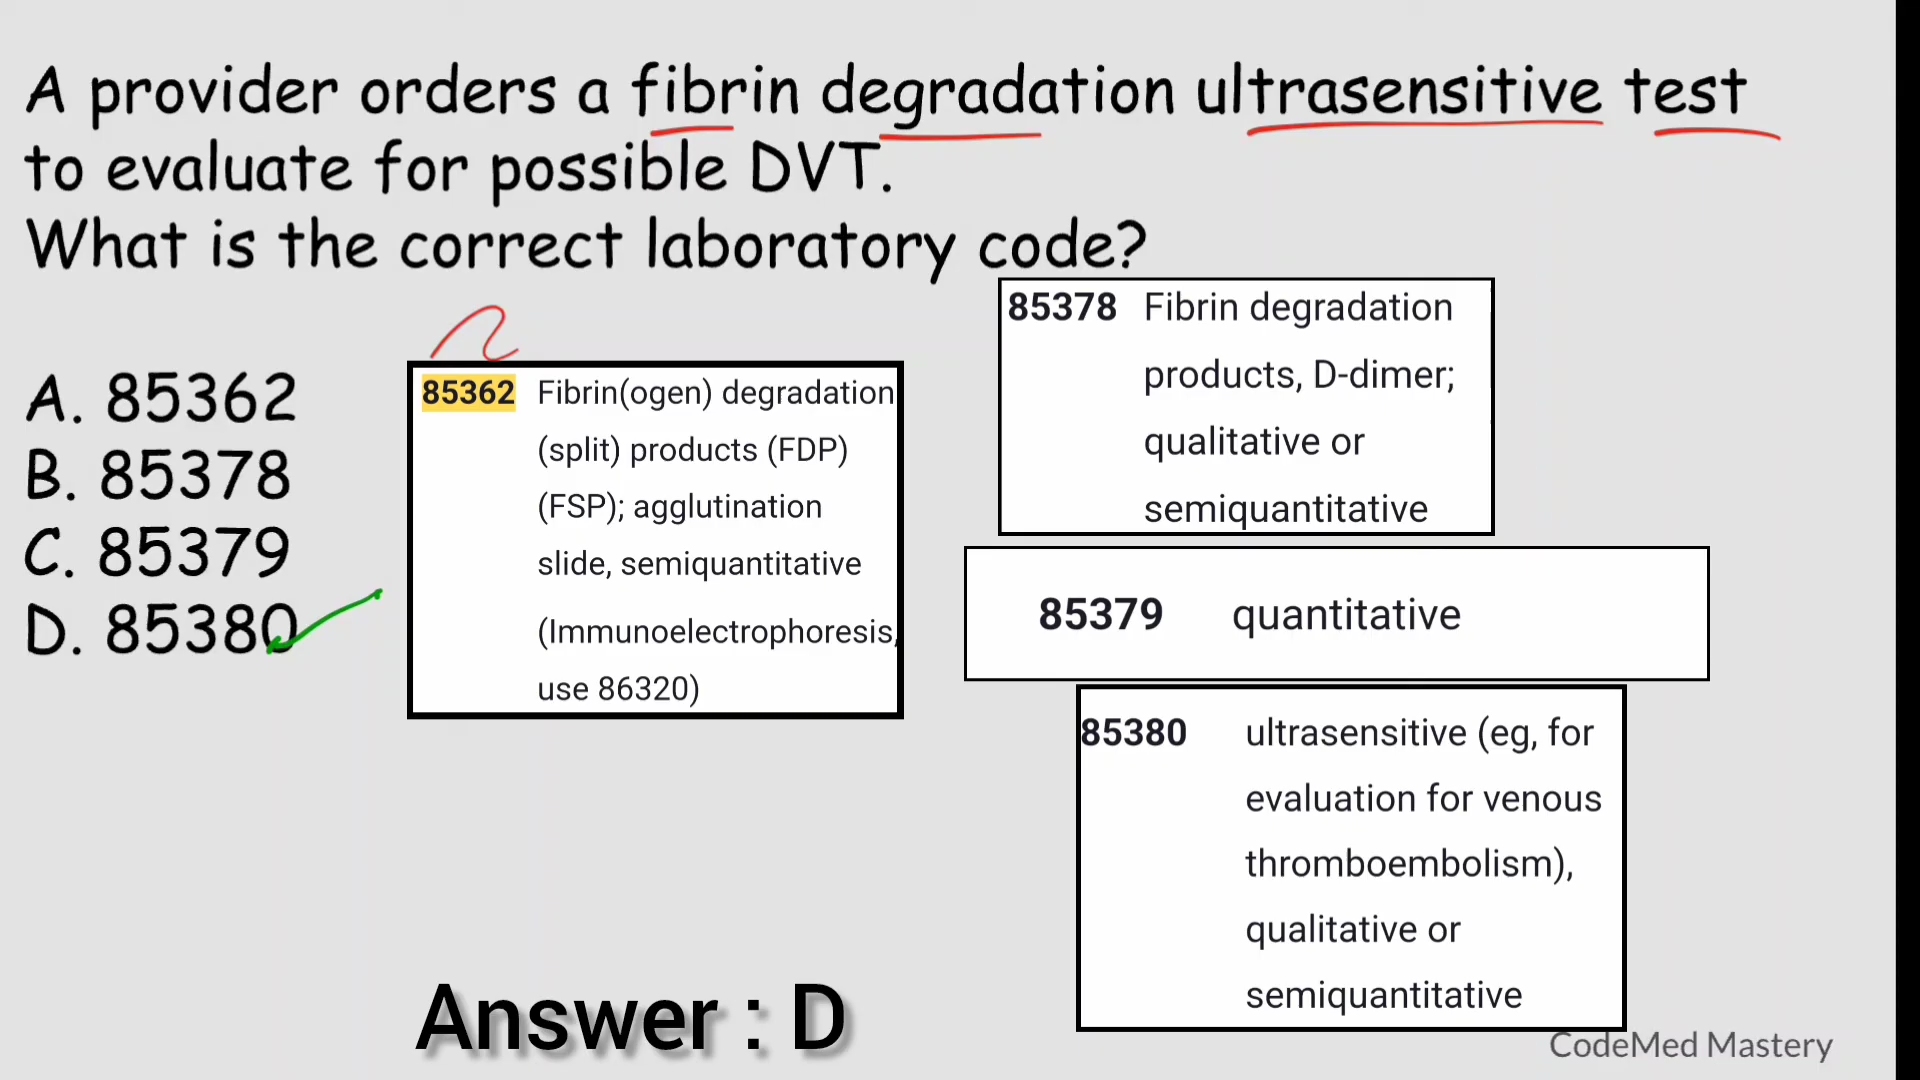 A provider orders a fibrin degradation ultrasensitive test
to evaluate for possible DVT.
What is the correct laboratory code?
A. 85362
B. 85378
C. 85379
D. 85380
85362 Fibrin(ogen) degradation
(split) products (FDP)
(FSP); agglutination
slide, semiquantitative
(Immunoelectrophoresis,
use 86320)
85378 Fibrin degradation
products, D-dimer;
qualitative or
semiquantitative
85379 quantitative
85380 ultrasensitive (eg, for
evaluation for venous
thromboembolism),
qualitative or
semiquantitative
Answer : D
CodeMed Mastery